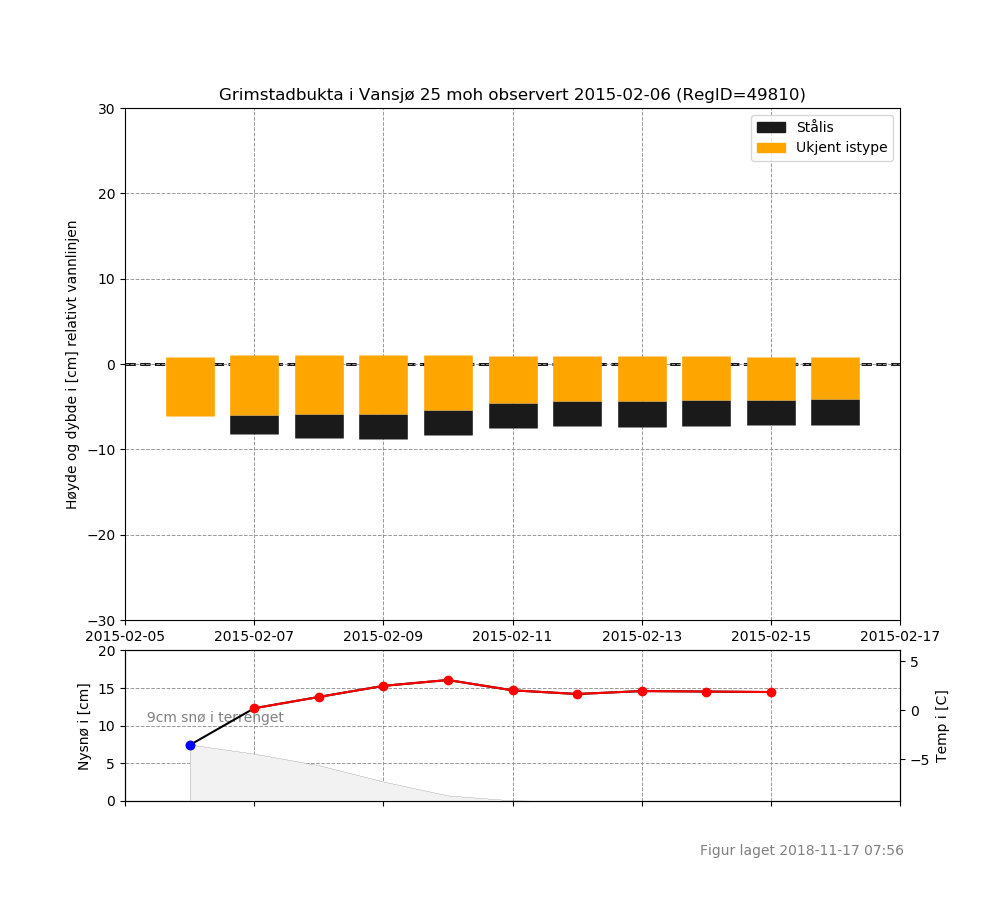 Grimstadbukta i Vansjø 25 moh observert 2015-02-06 (RegID=49810)
Stålis
Ukjent istype
Høyde og dybde i [cm] relativt vannlinjen
30
20
10
0
−10
−20
−30
2015-02-05 2015-02-07 2015-02-09 2015-02-11 2015-02-13 2015-02-15 2015-02-17
Nysnø i [cm]
20
15
10
5
0
9cm snø i terrenget
5
0
−5
Temp i [C]
Figur laget 2018-11-17 07:56